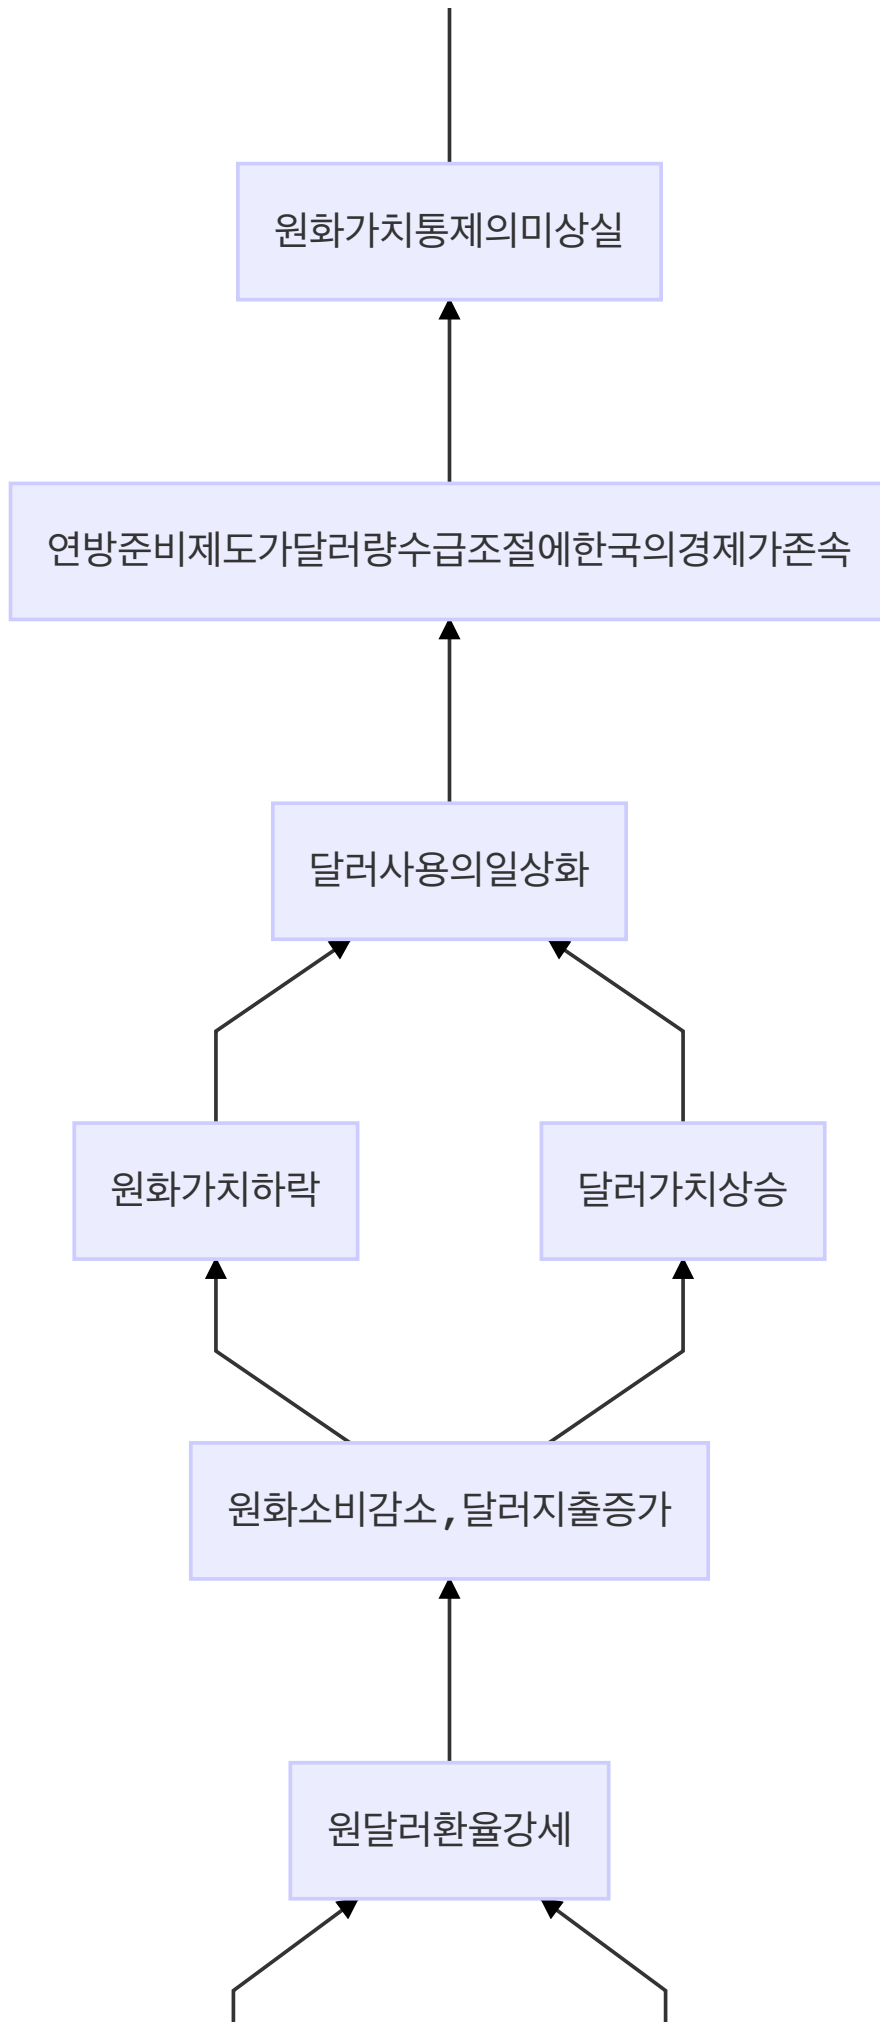 원화가치통제의미상실
연방준비제도가달러량수급조절에한국의경제가존속
달러사용의일상화
원화가치하락
달러가치상승
원화소비감소,달러지출증가
원달러환율강세